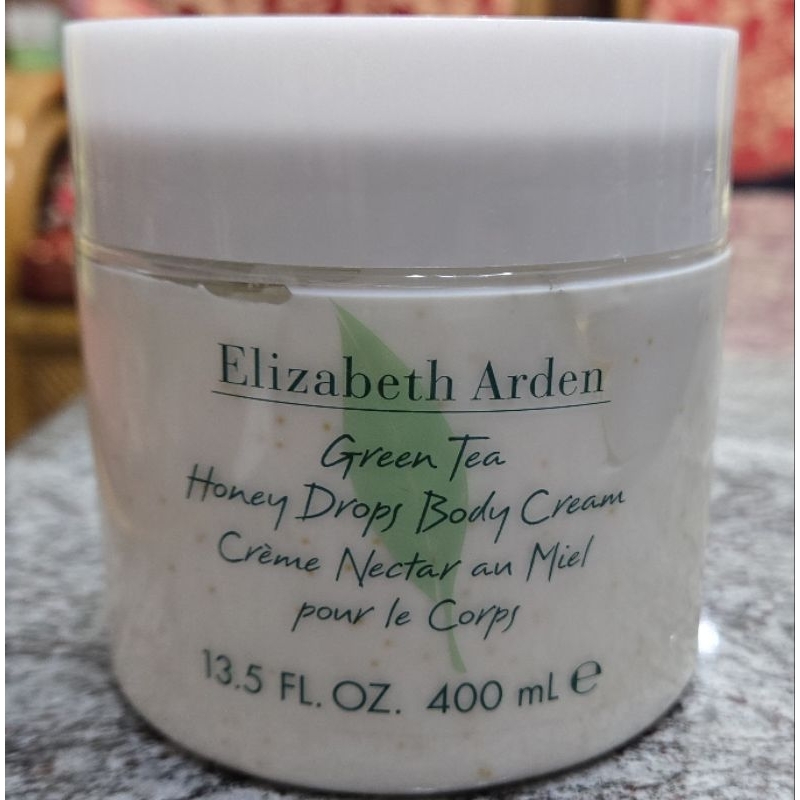 Elizabeth Arden
Green Tea
Honey Drops Body Cream
Crème Nectar au Miel
pour le Corps
13.5 FL. OZ. 400 mL ℮